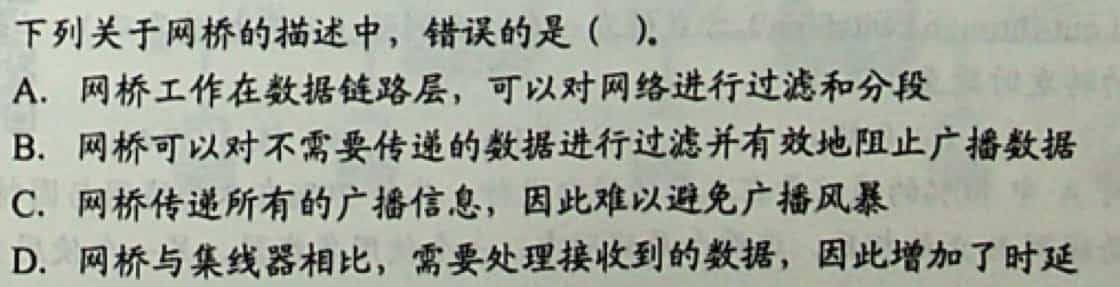 下列关于网桥的描述中，错误的是（ ）。
A. 网桥工作在数据链路层，可以对网络进行过滤和分段
B. 网桥可以对不需要传递的数据进行过滤并有效地阻止广播数据
C. 网桥传递所有的广播信息，因此难以避免广播风暴
D. 网桥与集线器相比，需要处理接收到的数据，因此增加了时延